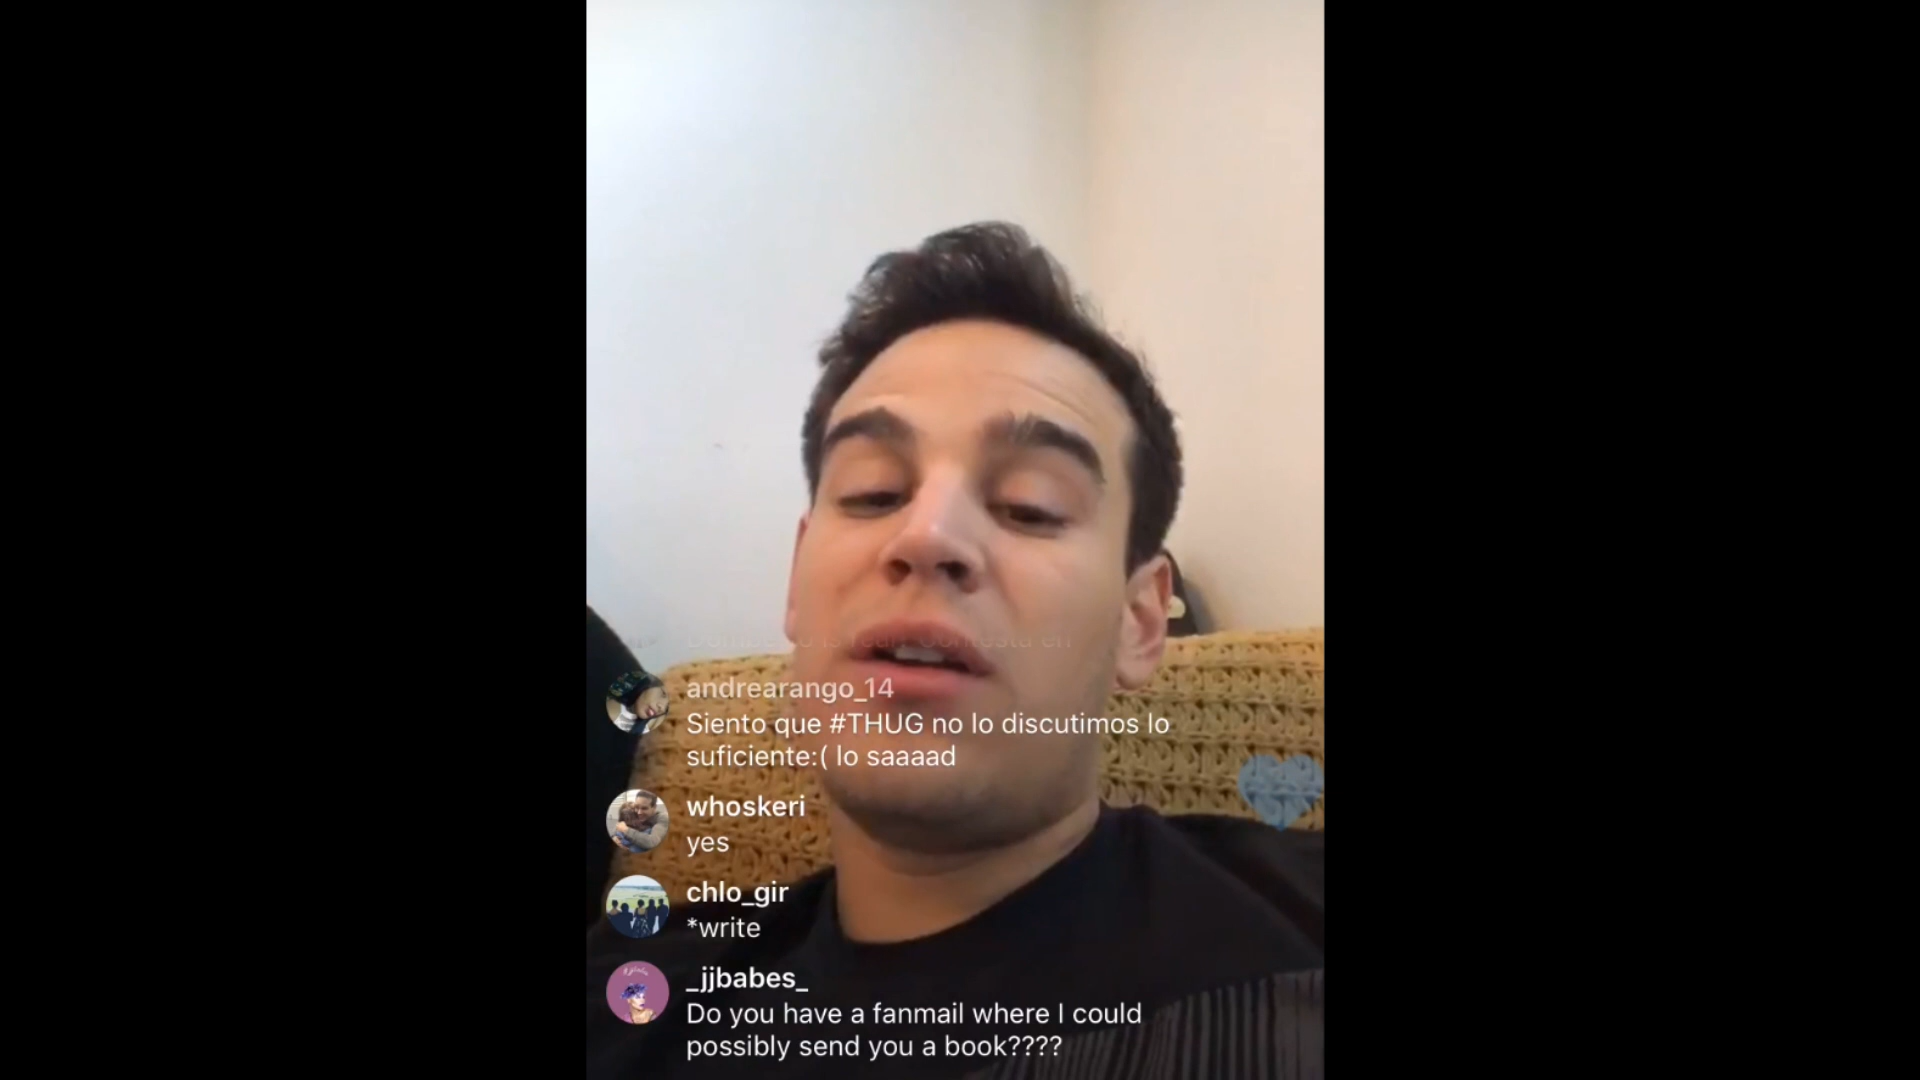 andrearango_14
Siento que #THUG no lo discutimos lo
suficiente:( lo saaaad
whoskeri
yes
chlo_gir
*write
_jjbabes_
Do you have a fanmail where I could
possibly send you a book????